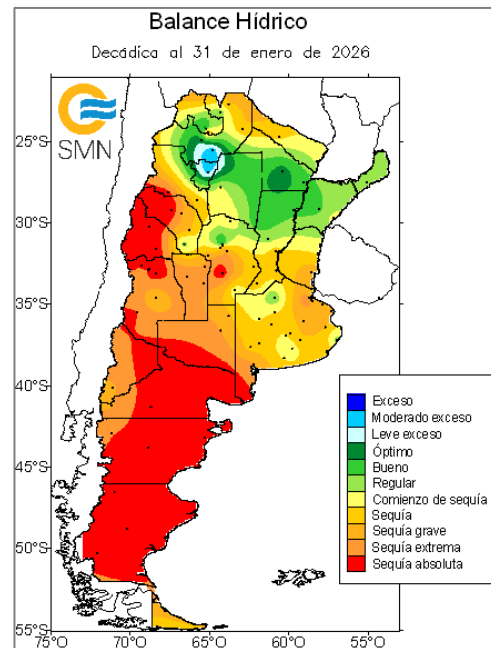 Balance Hídrico
Decádica al 31 de enero de 2026
SMN
25°S
30°S
35°S
40°S
45°S
50°S
55°S
75°O
70°O
65°O
60°O
55°O
Exceso
Moderado exceso
Leve exceso
Óptimo
Bueno
Regular
Comienzo de sequía
Sequía
Sequía grave
Sequía extrema
Sequía absoluta